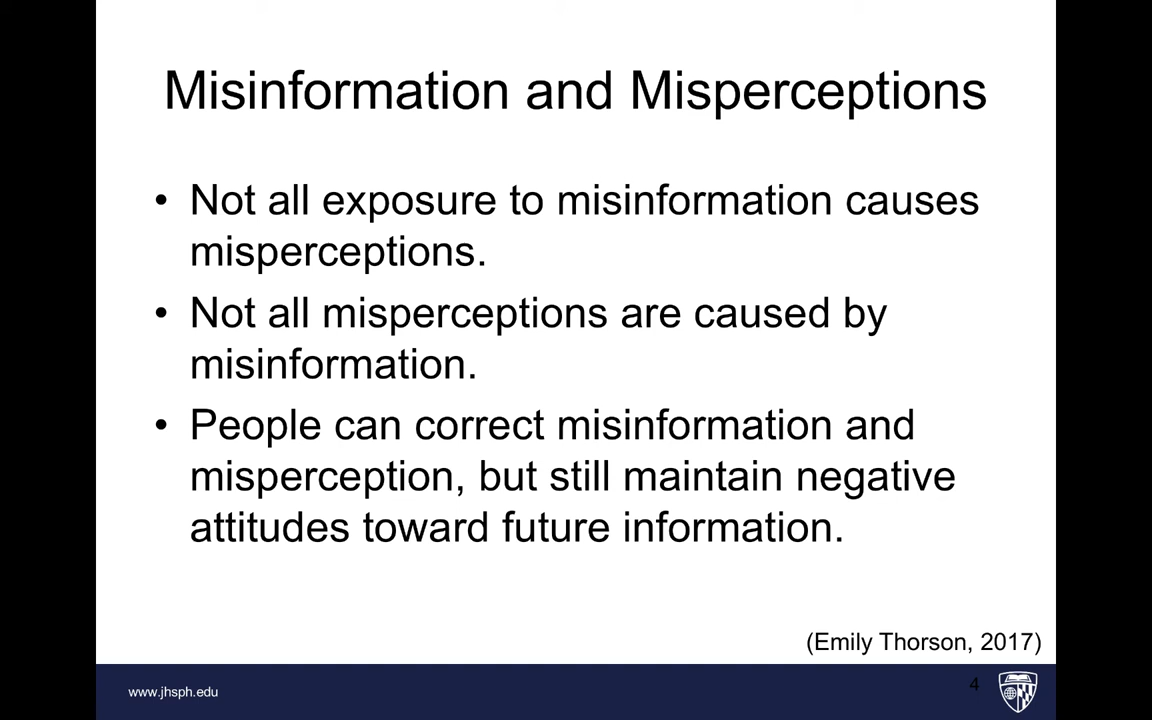 Misinformation and Misperceptions
• Not all exposure to misinformation causes
misperceptions.
• Not all misperceptions are caused by
misinformation.
• People can correct misinformation and
misperception, but still maintain negative
attitudes toward future information.
(Emily Thorson, 2017)
www.jhsph.edu
4